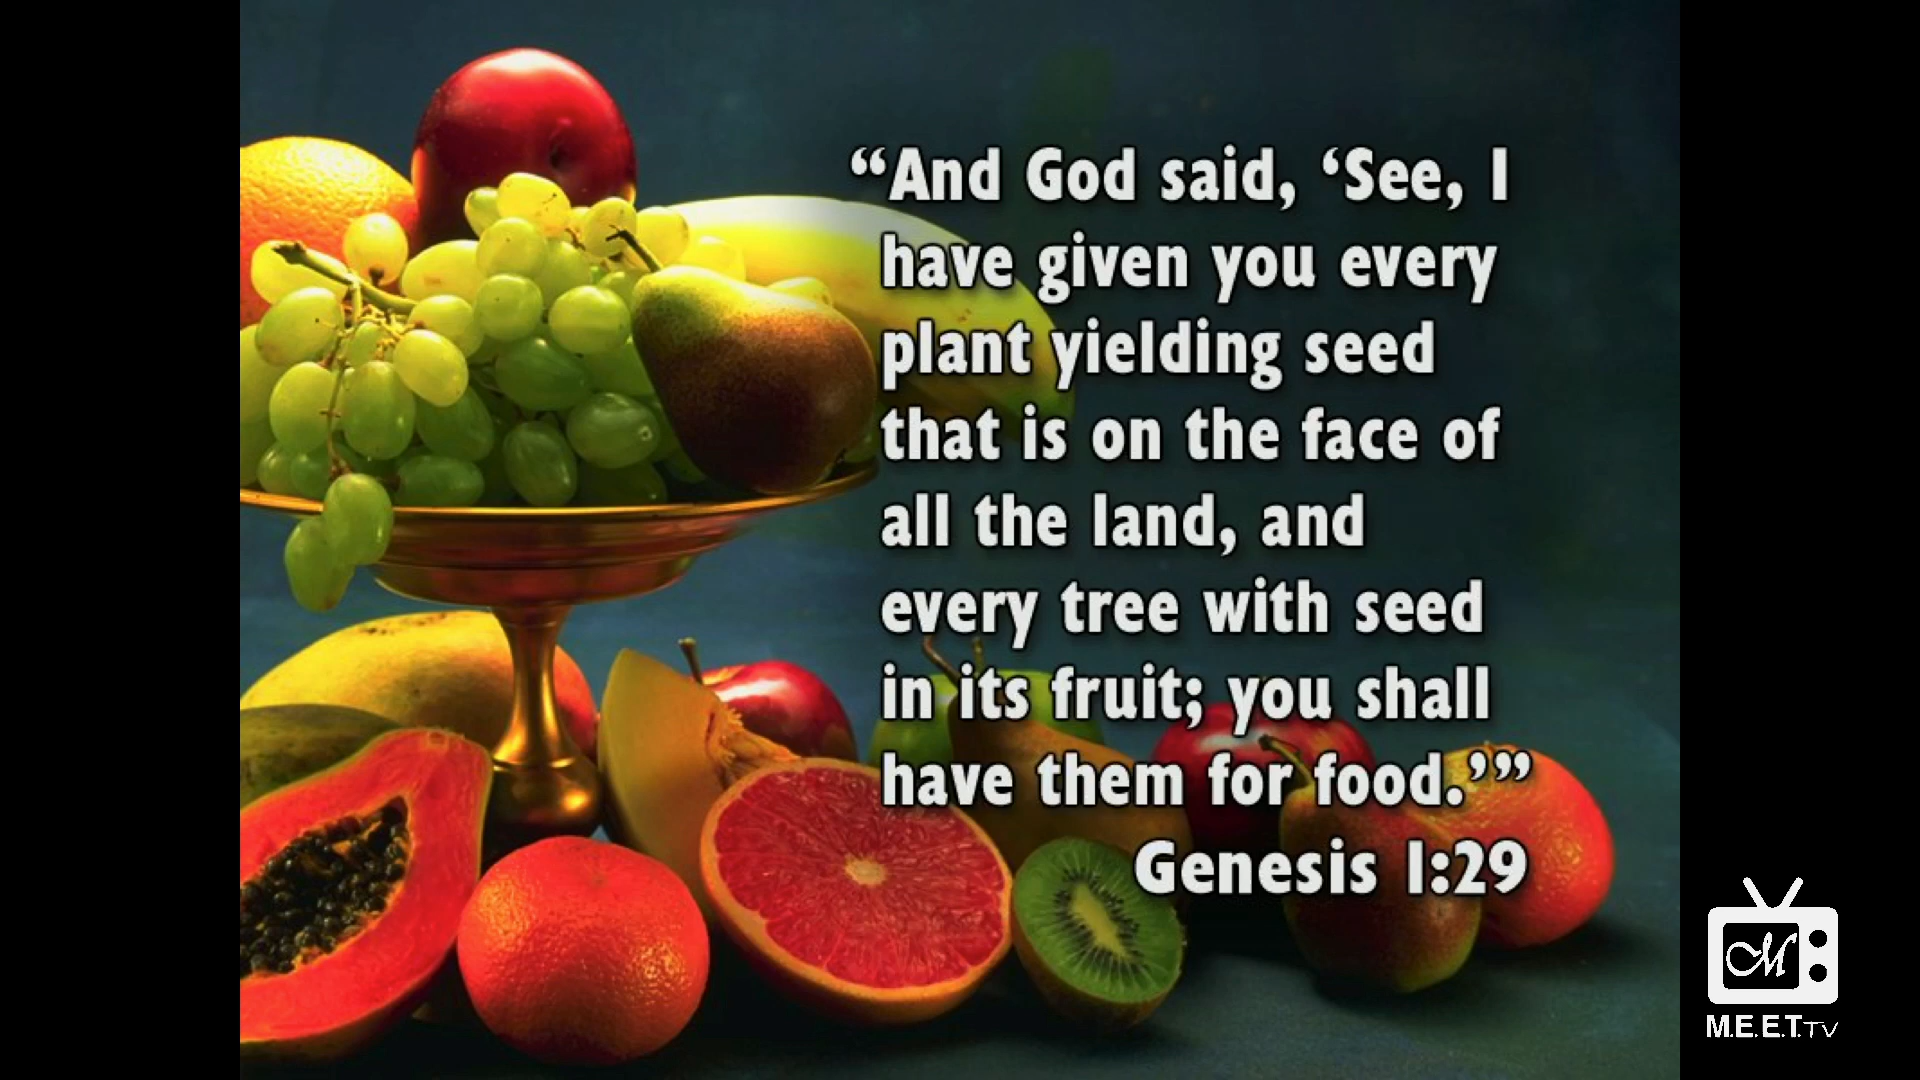 “And God said, ‘See, I
have given you every
plant yielding seed
that is on the face of
all the land, and
every tree with seed
in its fruit; you shall
have them for food.’”
Genesis 1:29
M
M.E.E.T.TV